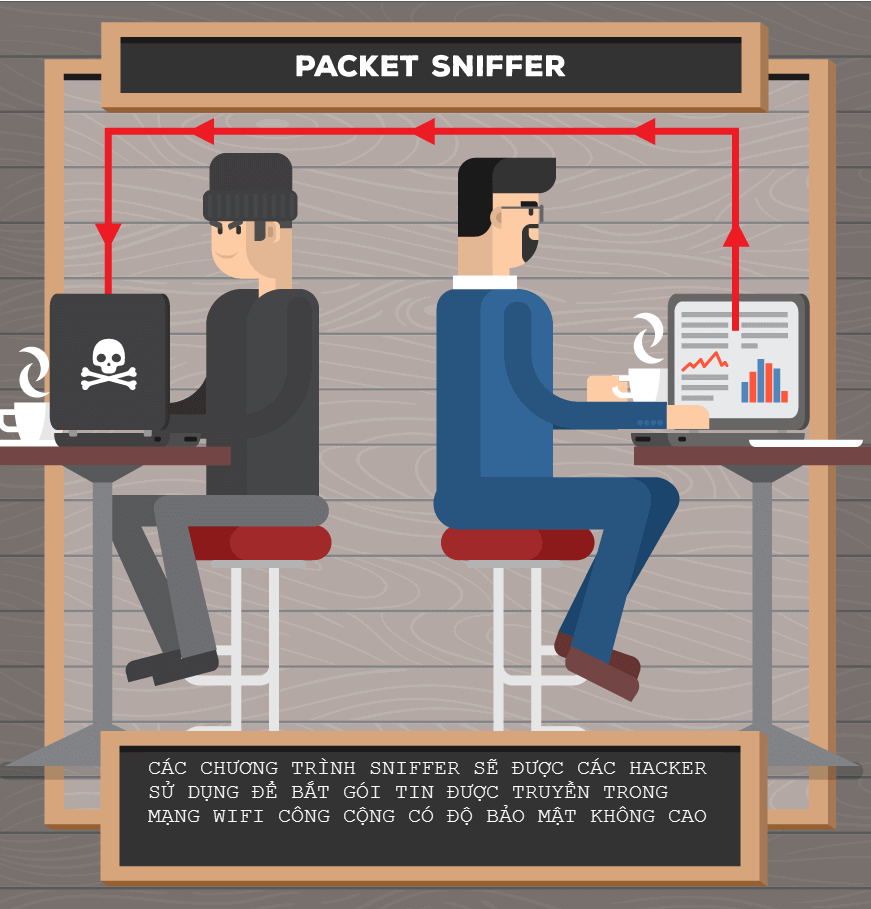 PACKET SNIFFER
CÁC CHƯƠNG TRÌNH SNIFFER SẼ ĐƯỢC CÁC HACKER
SỬ DỤNG ĐỂ BẮT GÓI TIN ĐƯỢC TRUYỀN TRONG
MẠNG WIFI CÔNG CỘNG CÓ ĐỘ BẢO MẬT KHÔNG CAO